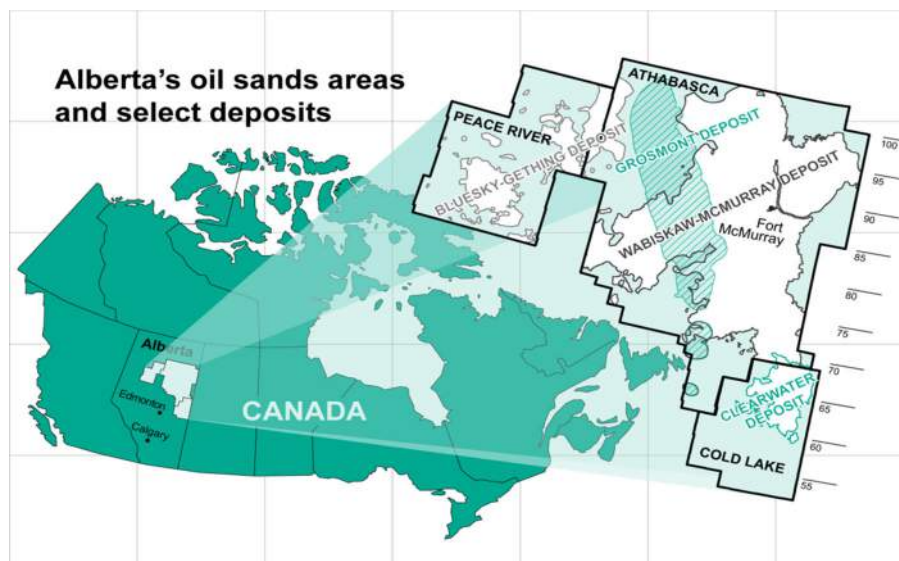 Alberta's oil sands areas
and select deposits
ATHABASCA
PEACE RIVER
GROSMONT DEPOSIT
BLUESKY-GETHING DEPOSIT
WABISKAW-MCMURRAY DEPOSIT
Fort
McMurray
100
95
90
85
80
75
70
65
60
55
CLEARWATER
DEPOSIT
COLD LAKE
Alberta
Edmonton
Calgary
CANADA